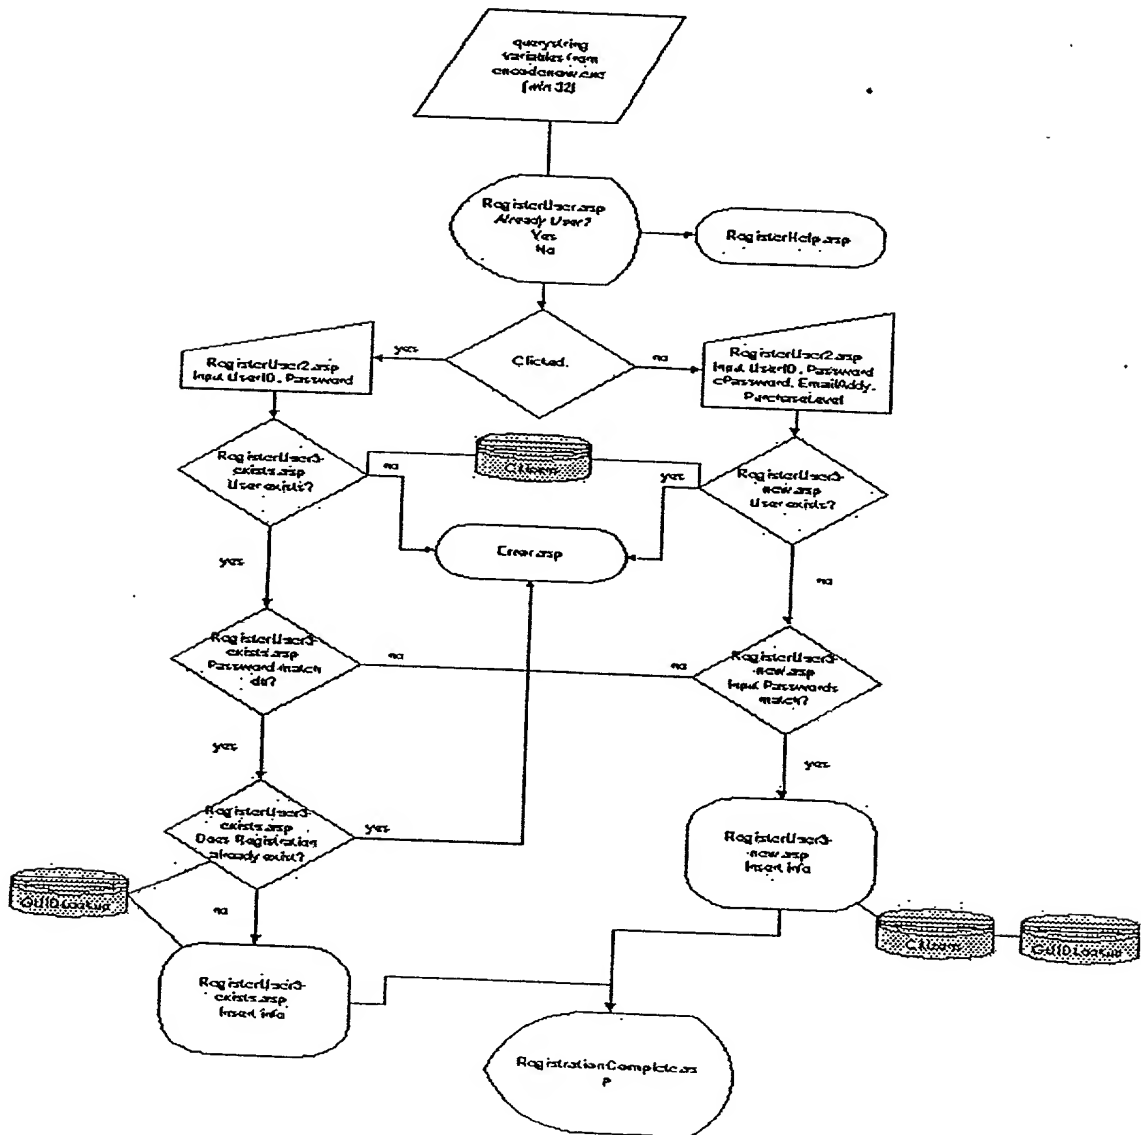 querystring
variables from
encodenow.exe
(win 32)
RegisterUser.asp
Already User?
Yes
No
RegisterHelp.asp
yes
Clicked.
no
RegisterUser2.asp
Input UserID, Password
RegisterUser2.asp
Input UserID, Password
cPassword, EmailAddy,
PurchaseLevel
RegisterUser3-
exists.asp
User exists?
no
yes
RegisterUser3-
new.asp
User exists?
Error.asp
yes
no
RegisterUser3-
exists.asp
Password match
db?
no
no
RegisterUser3-
new.asp
Input Passwords
match?
yes
yes
RegisterUser3-
exists.asp
Does Registration
already exist?
yes
RegisterUser3-
new.asp
Insert info
GUIDLookup
no
GUIDLookup
RegisterUser3-
exists.asp
Insert info
RegistrationComplete.as
p